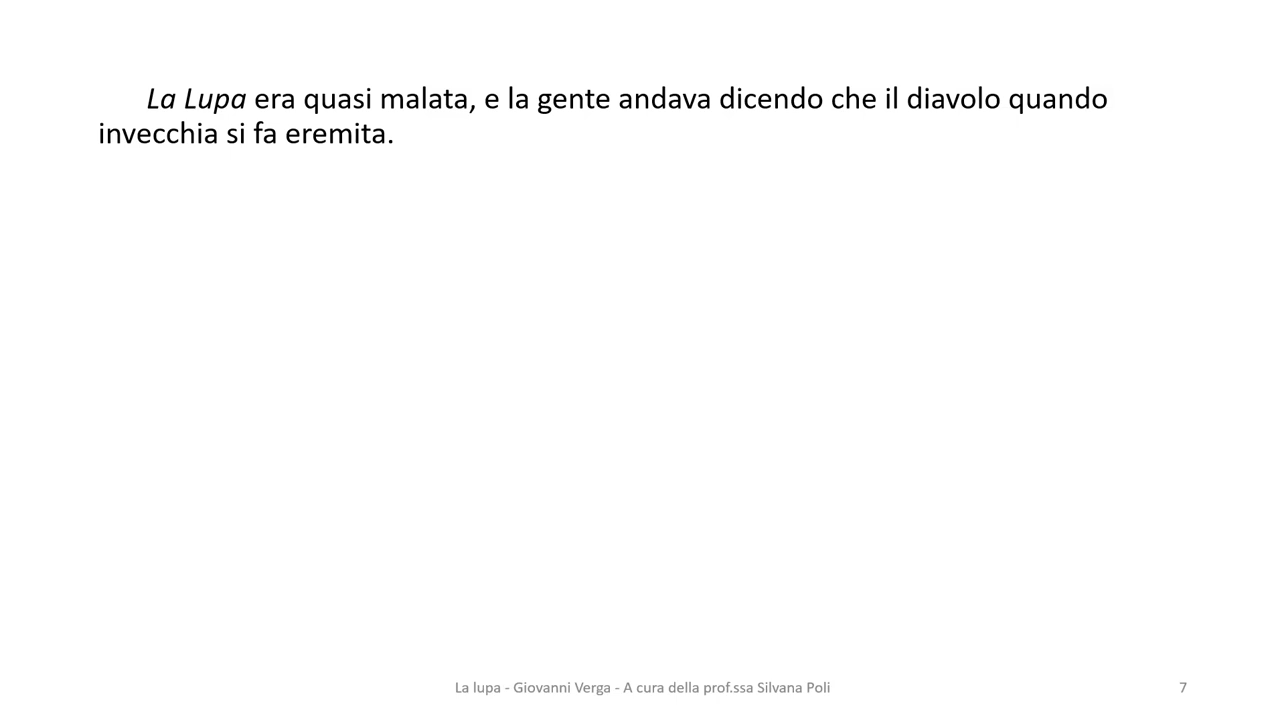 La Lupa era quasi malata, e la gente andava dicendo che il diavolo quando
invecchia si fa eremita.
La lupa - Giovanni Verga - A cura della prof.ssa Silvana Poli
7